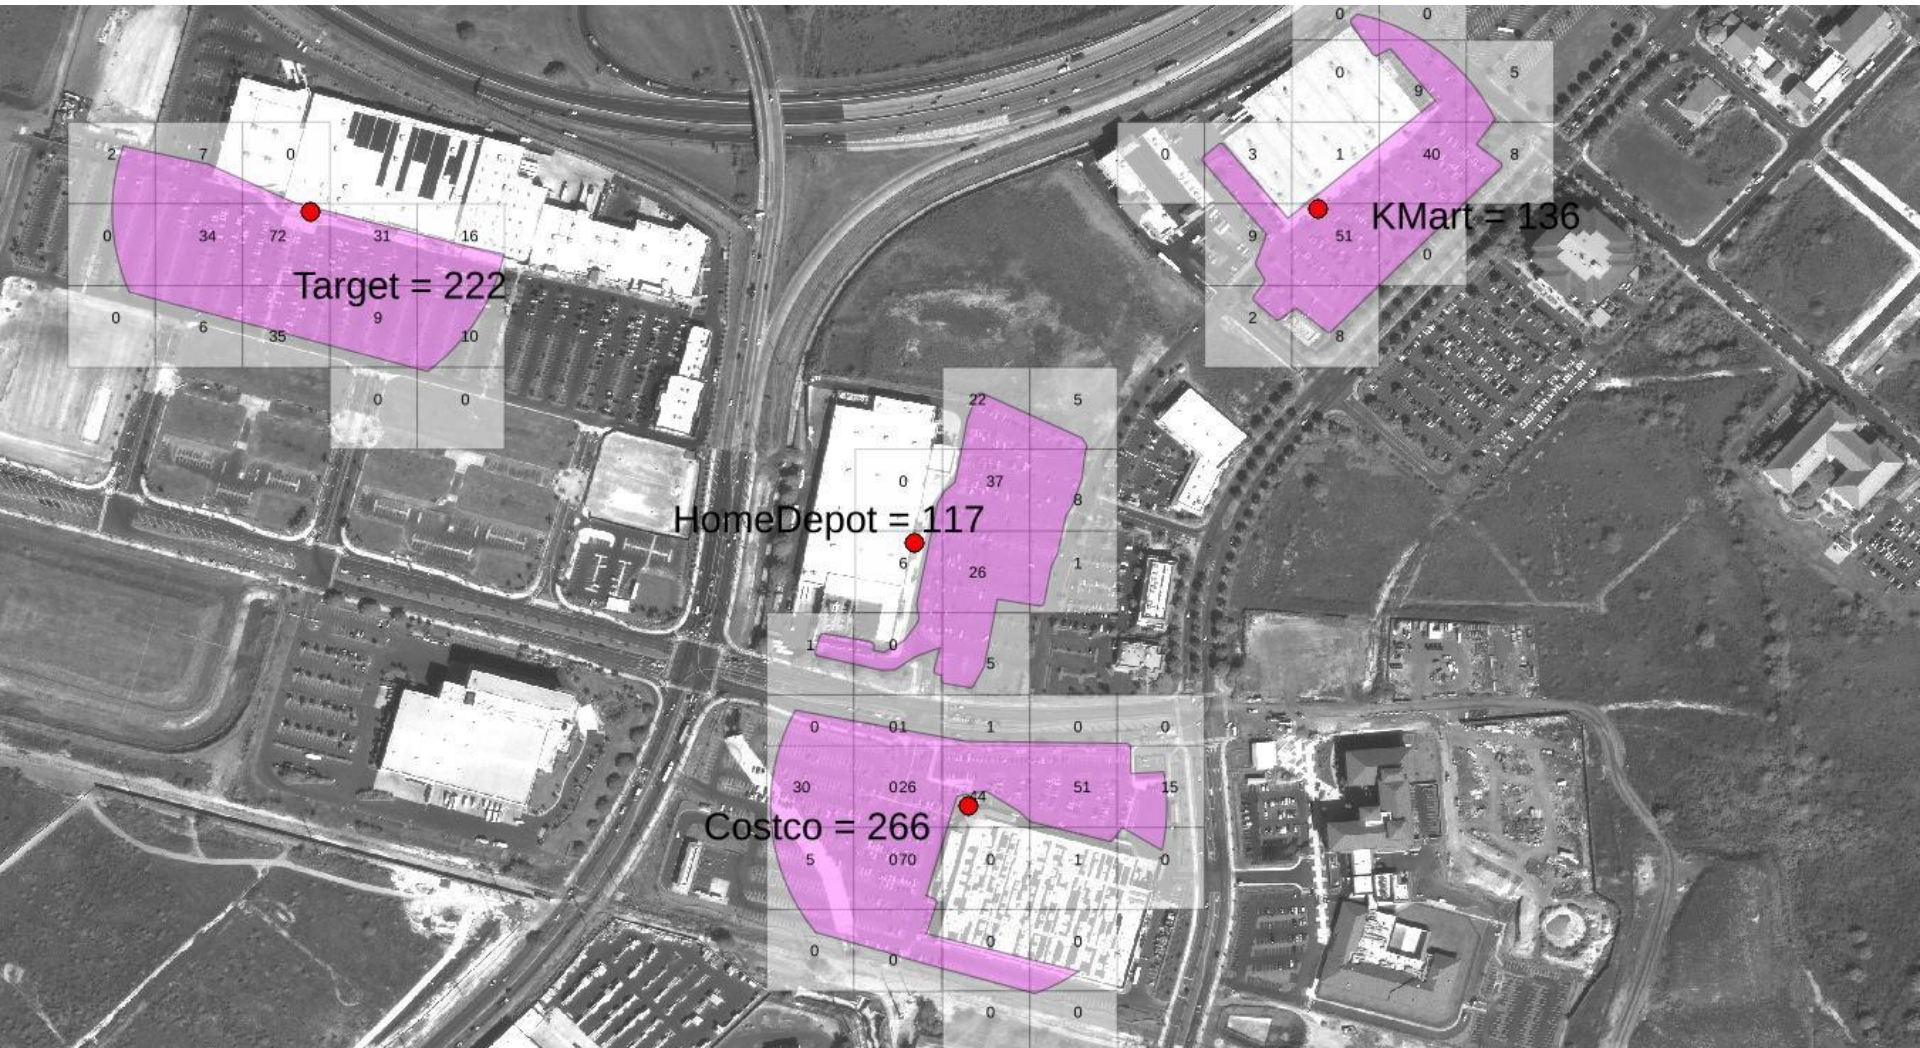 0 0
0 5
9
2 7 0
0 3 1 40 8
0 34 72 31 16
9 51 KMart = 136
0
Target = 222
0 6 35 9 10
2 8
0 0
22 5
0 37 8
HomeDepot = 117
6 26 1
1 0 5
0 01 1 0 0
30 026 44 51 15
Costco = 266
5 070 0 1 0
0 0 0 0
0 0